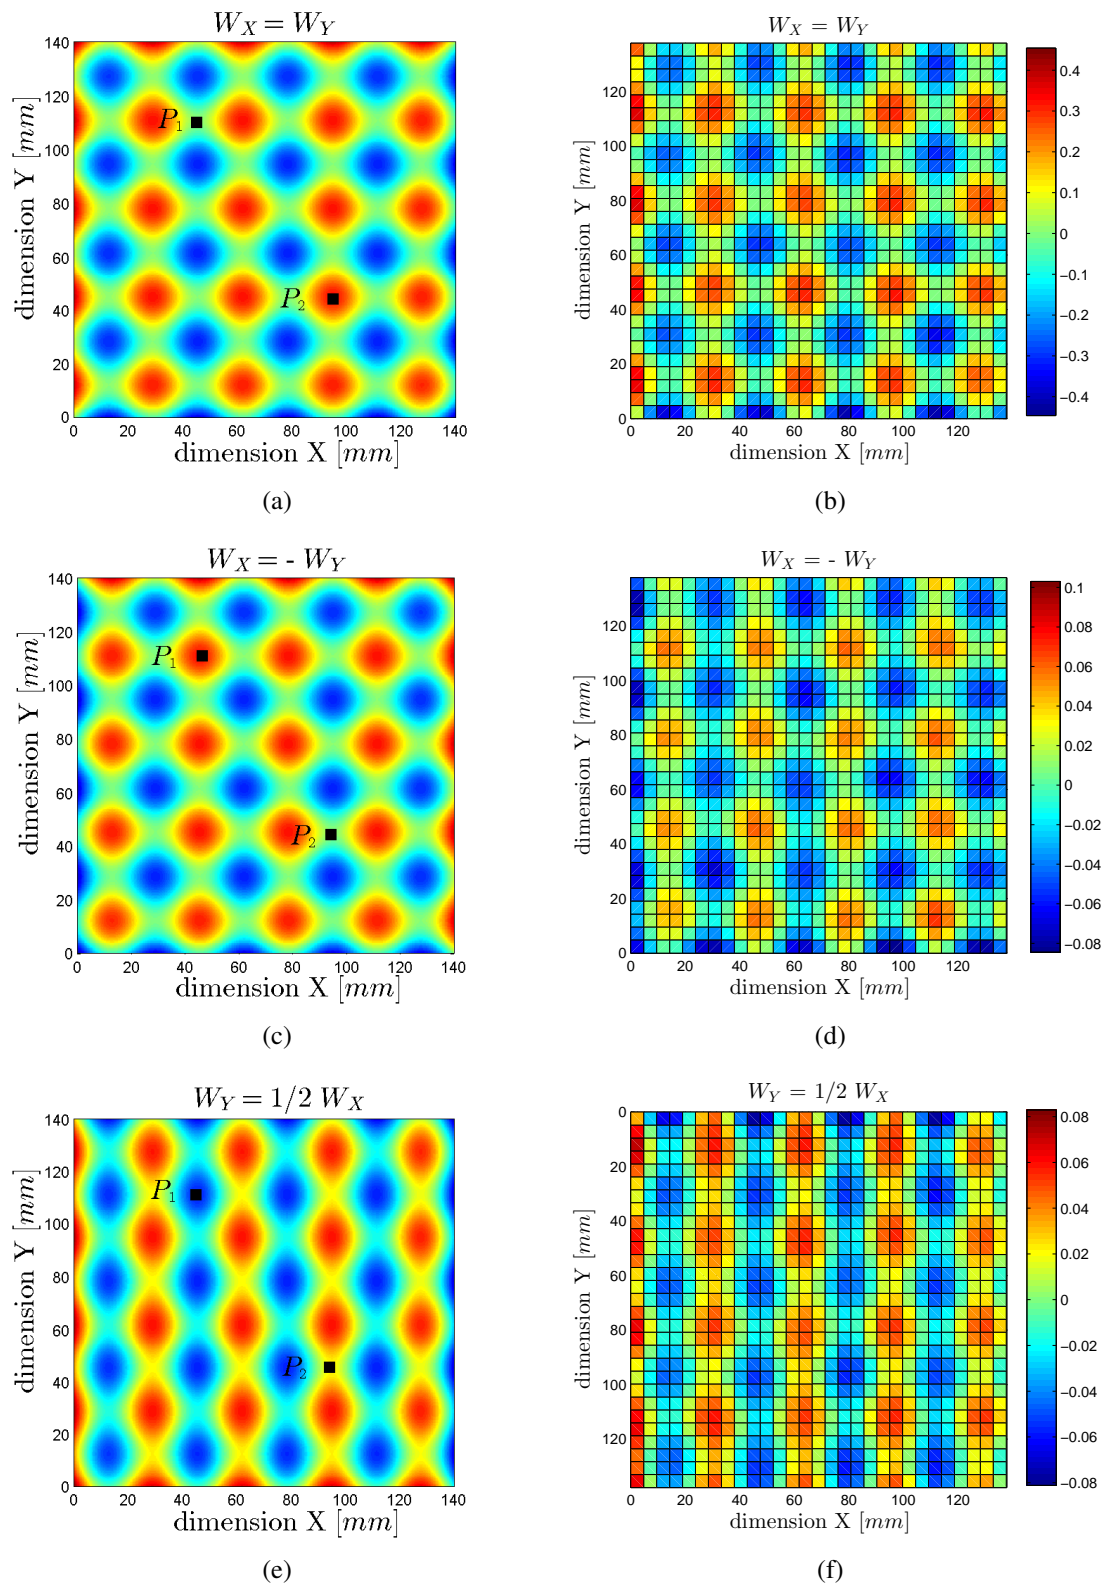 W_X = W_Y
W_X = W_Y
140
120
100
80
60
40
20
0
dimension Y [mm]
P_1
P_2
0 20 40 60 80 100 120 140
dimension X [mm]
120
100
80
60
40
20
0
dimension Y [mm]
0 20 40 60 80 100 120
dimension X [mm]
0.4
0.3
0.2
0.1
0
−0.1
−0.2
−0.3
−0.4
(a)
(b)
W_X = - W_Y
W_X = - W_Y
140
120
100
80
60
40
20
0
dimension Y [mm]
P_1
P_2
0 20 40 60 80 100 120 140
dimension X [mm]
120
100
80
60
40
20
0
dimension Y [mm]
0 20 40 60 80 100 120
dimension X [mm]
0.1
0.08
0.06
0.04
0.02
0
−0.02
−0.04
−0.06
−0.08
(c)
(d)
W_Y = 1/2 W_X
W_Y = 1/2 W_X
140
120
100
80
60
40
20
0
dimension Y [mm]
P_1
P_2
0 20 40 60 80 100 120 140
dimension X [mm]
0
20
40
60
80
100
120
dimension Y [mm]
0 20 40 60 80 100 120
dimension X [mm]
0.08
0.06
0.04
0.02
0
−0.02
−0.04
−0.06
−0.08
(e)
(f)